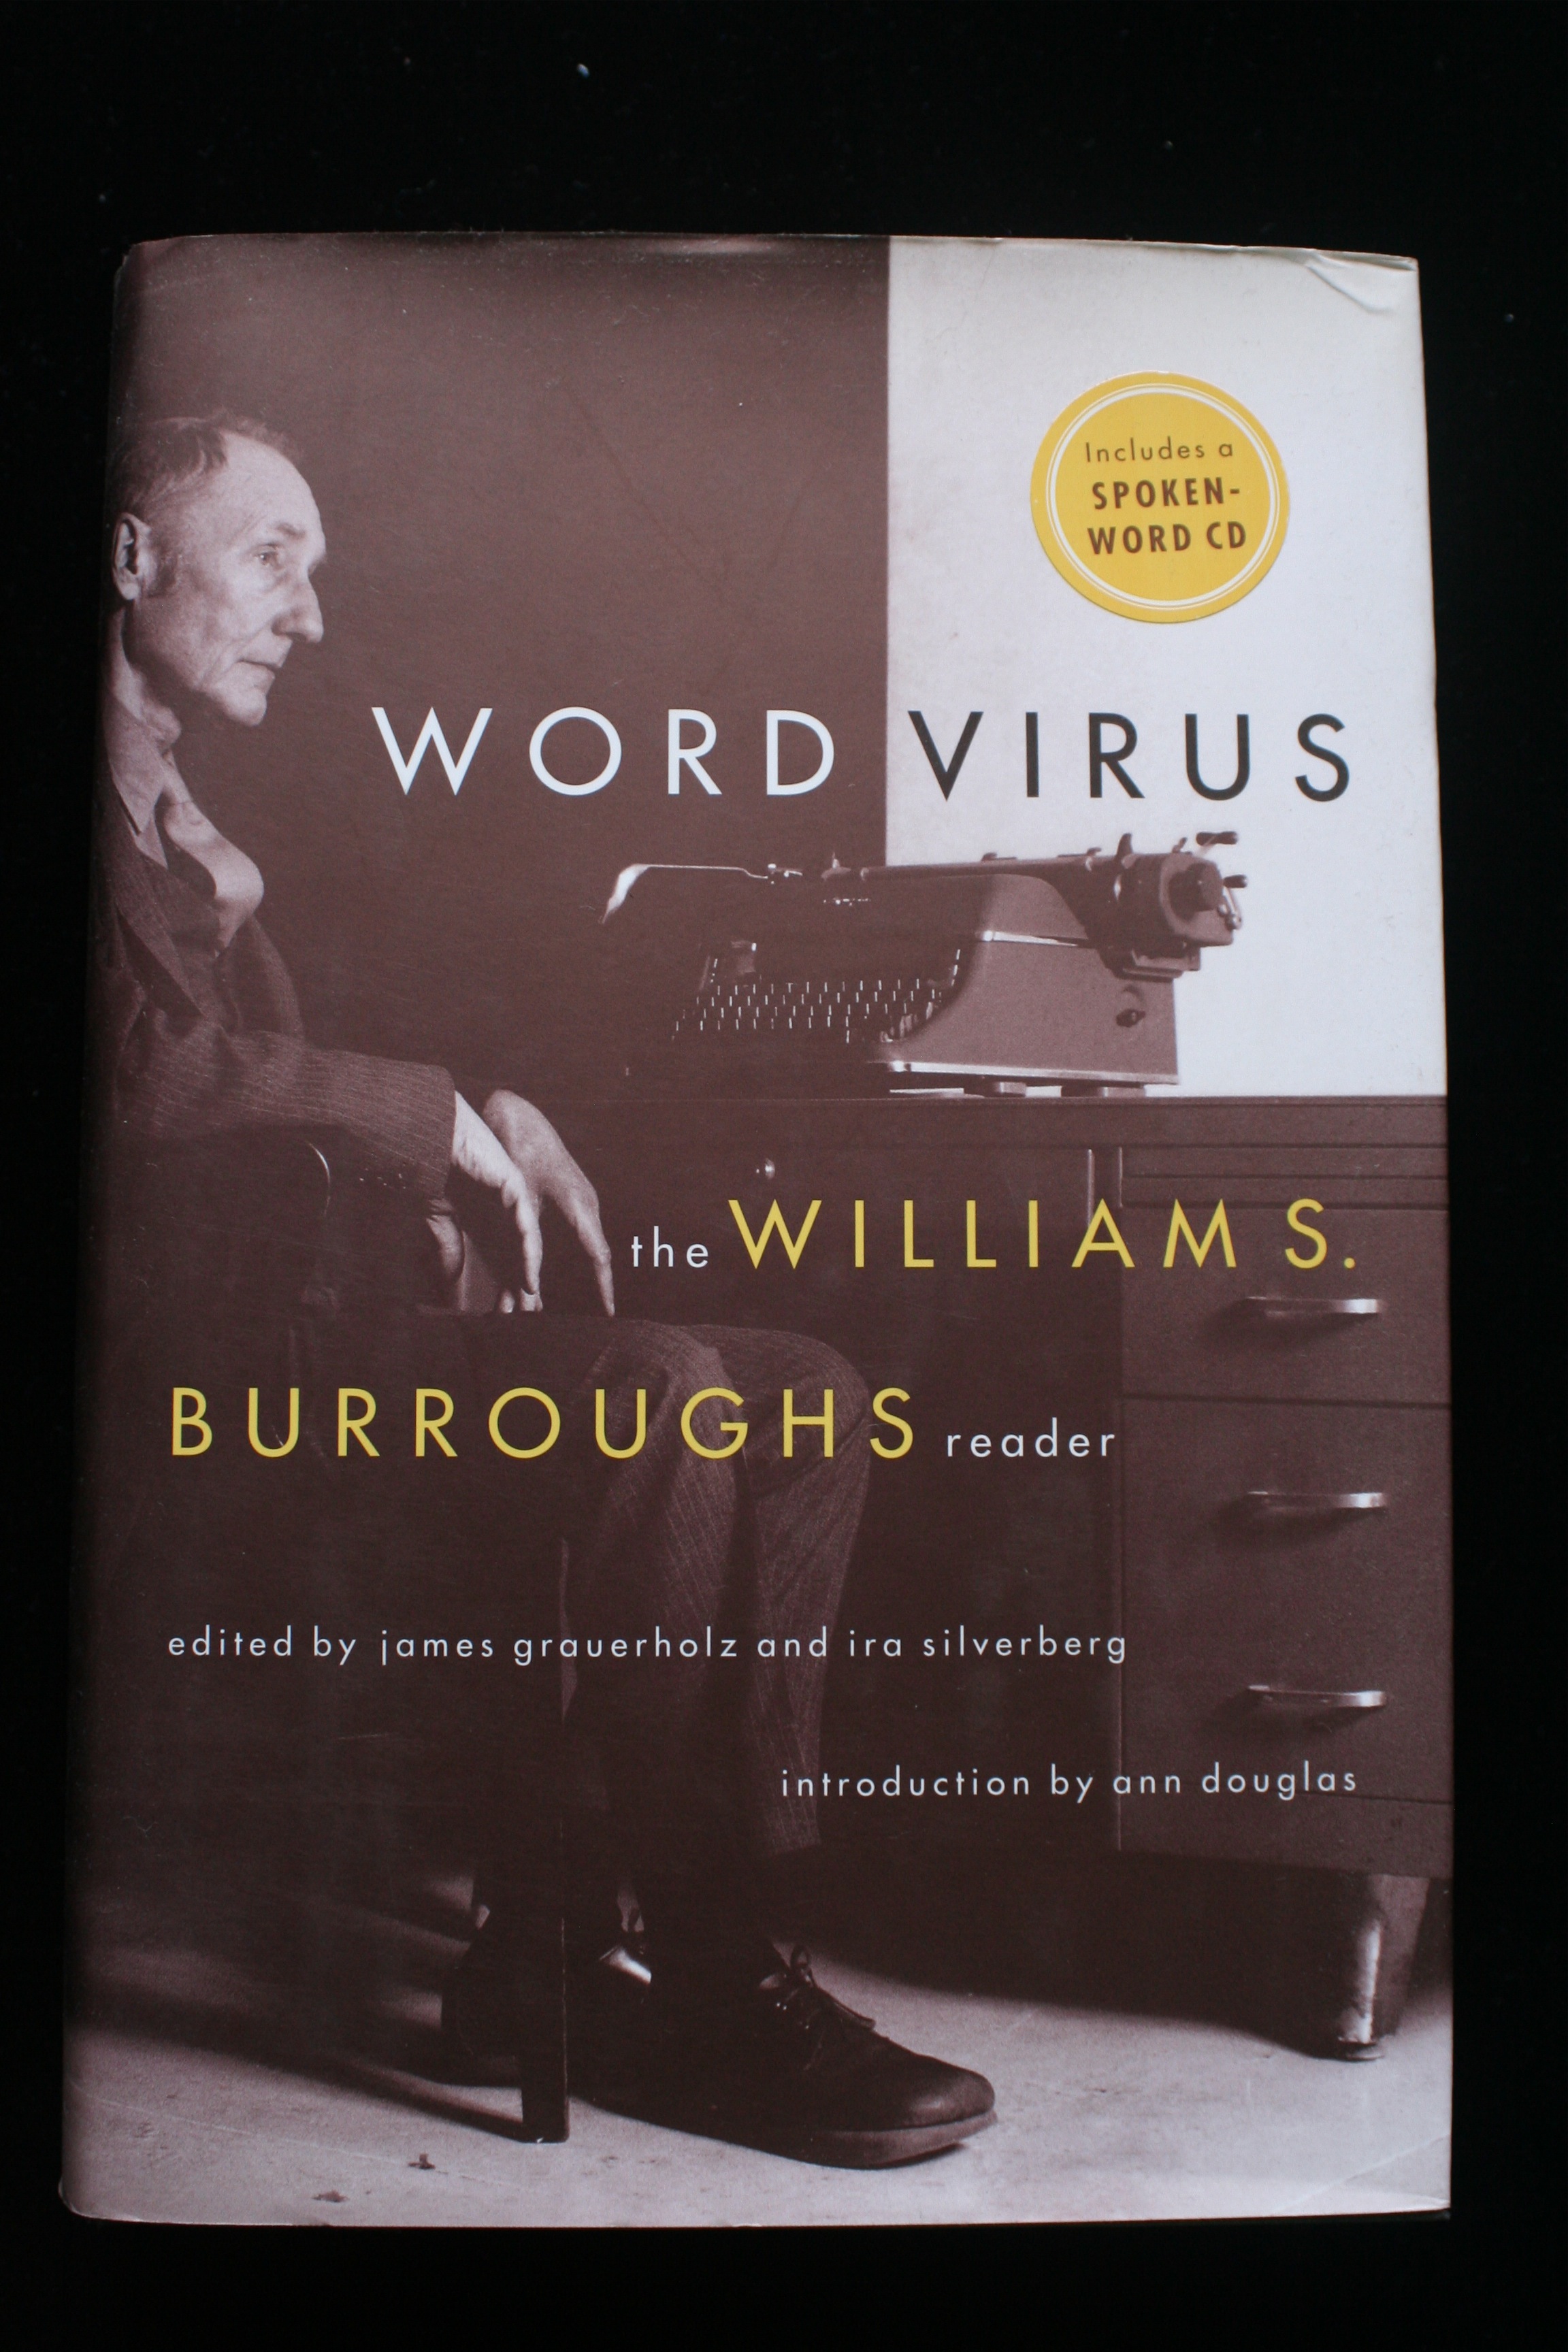 Includes a
SPOKEN-
WORD CD
WORD VIRUS
the WILLIAM S.
BURROUGHS reader
edited by james grauerholz and ira silverberg
introduction by ann douglas